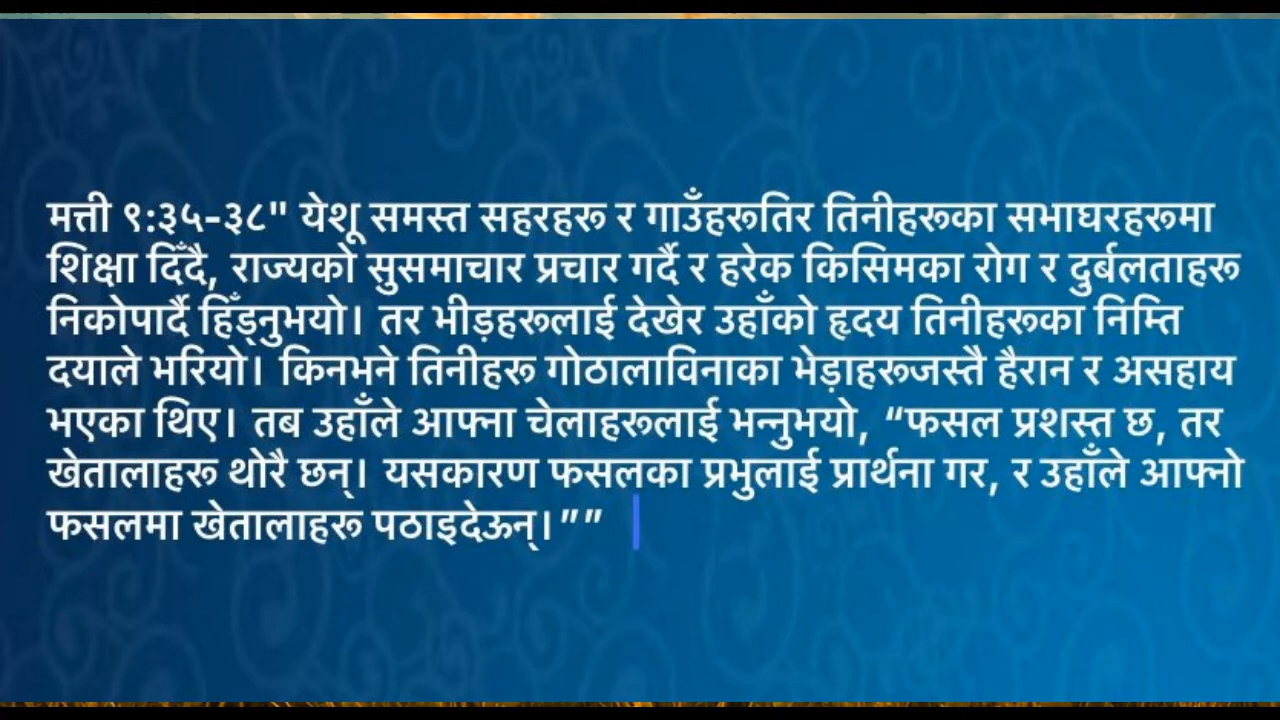 मत्ती ९:३५-३८" येशू समस्त सहरहरू र गाउँहरूतिर तिनीहरूका सभाघरहरूमा
शिक्षा दिँदै, राज्यको सुसमाचार प्रचार गर्दै र हरेक किसिमका रोग र दुर्बलताहरू
निकोपार्दै हिँड्नुभयो। तर भीड़हरूलाई देखेर उहाँको हृदय तिनीहरूका निम्ति
दयाले भरियो। किनभने तिनीहरू गोठालाविनाका भेड़ाहरूजस्तै हैरान र असहाय
भएका थिए। तब उहाँले आफ्ना चेलाहरूलाई भन्नुभयो, “फसल प्रशस्त छ, तर
खेतालाहरू थोरै छन्। यसकारण फसलका प्रभुलाई प्रार्थना गर, र उहाँले आफ्नो
फसलमा खेतालाहरू पठाइदेऊन्।””